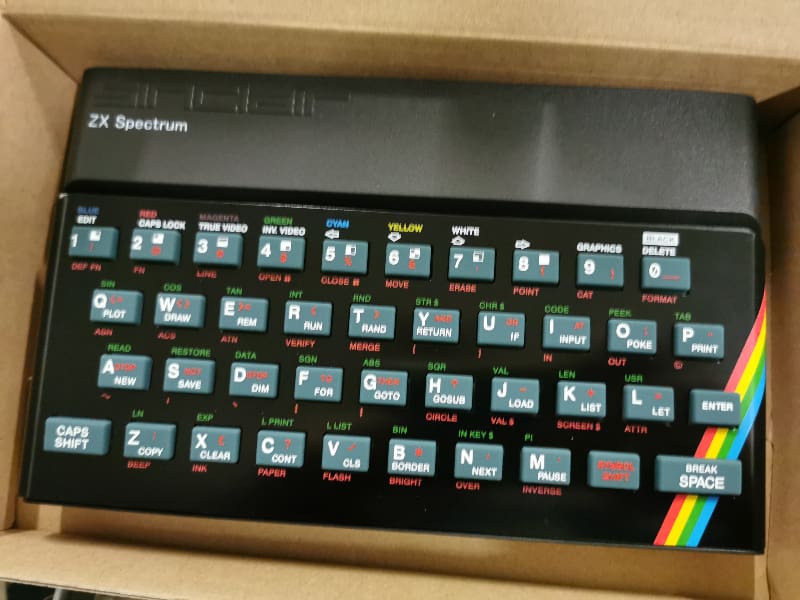 sinclair
ZX Spectrum
BLUE RED MAGENTA GREEN CYAN YELLOW WHITE BLACK
EDIT CAPS LOCK TRUE VIDEO INV. VIDEO GRAPHICS DELETE
1 2 3 4 5 6 7 8 9 0
DEF FN FN LINE OPEN # CLOSE # MOVE ERASE POINT CAT FORMAT
SIN COS TAN INT RND STR $ CHR $ CODE PEEK TAB
Q W E R T Y U I O P
PLOT DRAW REM RUN RAND RETURN IF INPUT POKE PRINT
ASN ACS ATN VERIFY MERGE [ ] IN OUT ©
READ RESTORE DATA SGN ABS SQR VAL LEN USR
A S D F G H J K L ENTER
NEW SAVE DIM FOR GOTO GOSUB LOAD LIST LET
~ | \ { } CIRCLE VAL $ SCREEN $ ATTR
LN EXP L PRINT L LIST BIN IN KEY $ PI
CAPS SHIFT Z X C V B N M SYMBOL SHIFT BREAK SPACE
COPY CLEAR CONT CLS BORDER NEXT PAUSE
BEEP INK PAPER FLASH BRIGHT OVER INVERSE